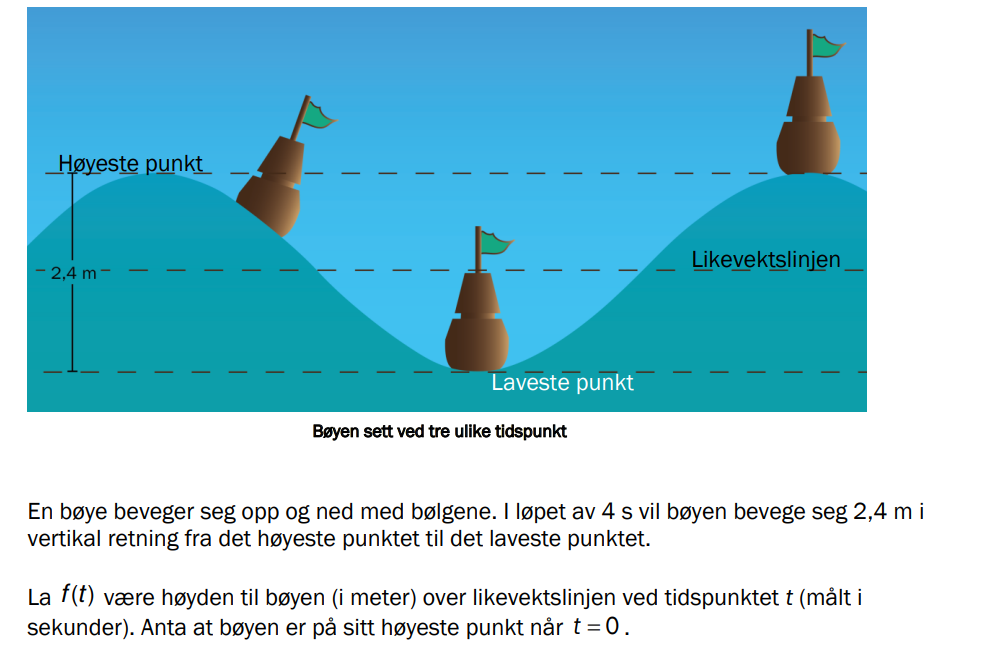 Høyeste punkt
Likevektslinjen
2,4 m
Laveste punkt
Bøyen sett ved tre ulike tidspunkt
En bøye beveger seg opp og ned med bølgene. I løpet av 4 s vil bøyen bevege seg 2,4 m i
vertikal retning fra det høyeste punktet til det laveste punktet.
La f(t) være høyden til bøyen (i meter) over likevektslinjen ved tidspunktet t (målt i
sekunder). Anta at bøyen er på sitt høyeste punkt når t = 0.